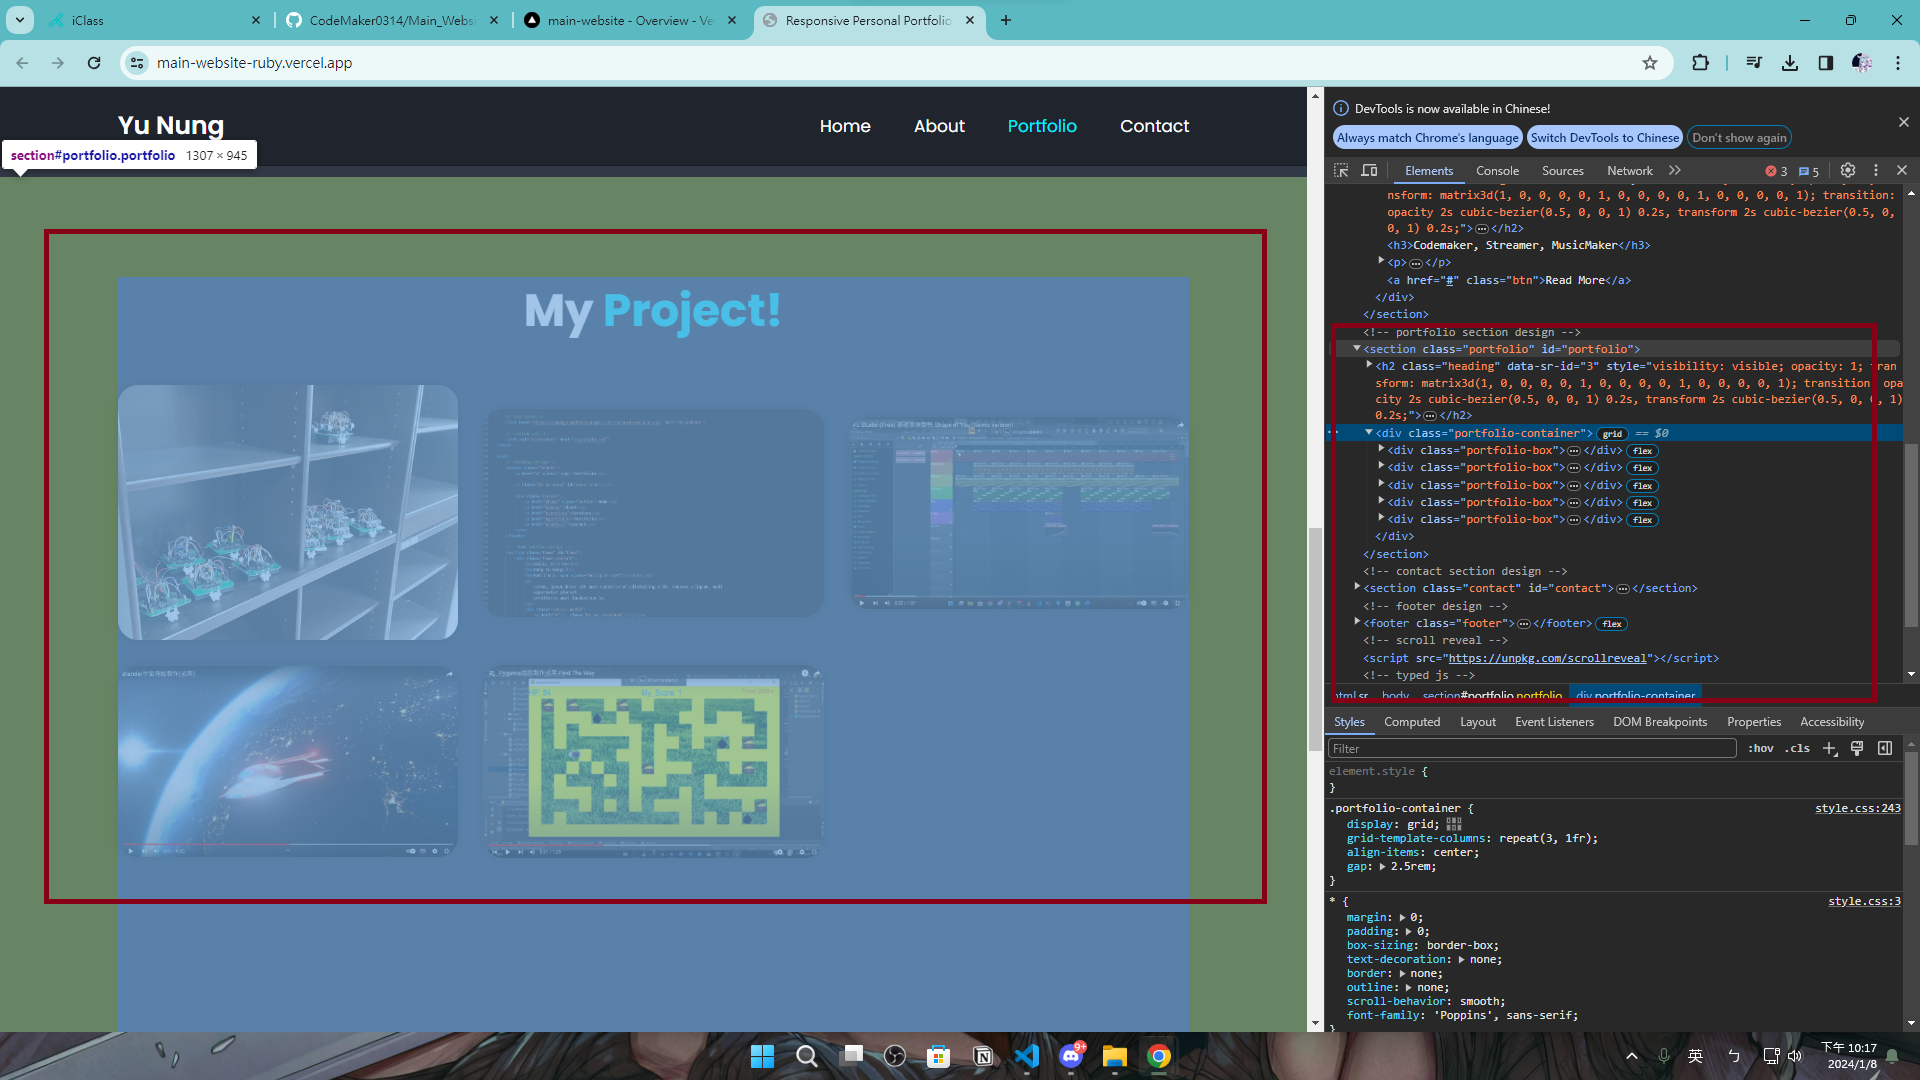 iClass
CodeMaker0314/Main_Websi
main-website - Overview - Ve
Responsive Personal Portfolio
main-website-ruby.vercel.app
Yu Nung
Home
About
Portfolio
Contact
section#portfolio.portfolio 1307 × 945
My Project!
DevTools is now available in Chinese!
Always match Chrome's language
Switch DevTools to Chinese
Don't show again
Elements
Console
Sources
Network
3
5
nsform: matrix3d(1, 0, 0, 0, 0, 1, 0, 0, 0, 0, 1, 0, 0, 0, 0, 1); transition:
opacity 2s cubic-bezier(0.5, 0, 0, 1) 0.2s, transform 2s cubic-bezier(0.5, 0,
0, 1) 0.2s;">…</h2>
<h3>Codemaker, Streamer, MusicMaker</h3>
<p>…</p>
<a href="#" class="btn">Read More</a>
</div>
</section>
<!-- portfolio section design -->
<section class="portfolio" id="portfolio">
<h2 class="heading" data-sr-id="3" style="visibility: visible; opacity: 1; tran
sform: matrix3d(1, 0, 0, 0, 0, 1, 0, 0, 0, 0, 1, 0, 0, 0, 0, 1); transition: opa
city 2s cubic-bezier(0.5, 0, 0, 1) 0.2s, transform 2s cubic-bezier(0.5, 0, 0, 1)
0.2s;">…</h2>
<div class="portfolio-container"> grid == $0
<div class="portfolio-box">…</div> flex
<div class="portfolio-box">…</div> flex
<div class="portfolio-box">…</div> flex
<div class="portfolio-box">…</div> flex
<div class="portfolio-box">…</div> flex
</div>
</section>
<!-- contact section design -->
<section class="contact" id="contact">…</section>
<!-- footer design -->
<footer class="footer">…</footer> flex
<!-- scroll reveal -->
<script src="https://unpkg.com/scrollreveal"></script>
<!-- typed js -->
html.sr body section#portfolio.portfolio div.portfolio-container
Styles
Computed
Layout
Event Listeners
DOM Breakpoints
Properties
Accessibility
Filter
:hov
.cls
element.style {
}
.portfolio-container {
style.css:243
display: grid;
grid-template-columns: repeat(3, 1fr);
align-items: center;
gap: 2.5rem;
}
* {
style.css:3
margin: 0;
padding: 0;
box-sizing: border-box;
text-decoration: none;
border: none;
outline: none;
scroll-behavior: smooth;
font-family: 'Poppins', sans-serif;
}
9+
英
ㄅ
下午 10:17
2024/1/8